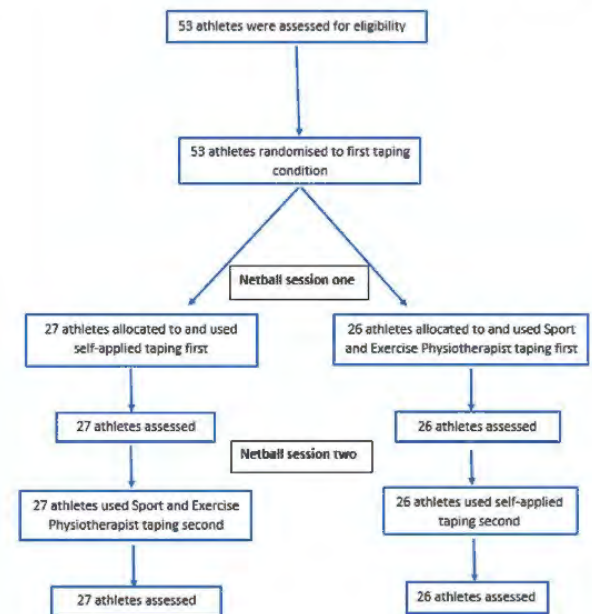 53 athletes were assessed for eligibility
53 athletes randomised to first taping
condition
Netball session one
27 athletes allocated to and used
self-applied taping first
26 athletes allocated to and used Sport
and Exercise Physiotherapist taping first
27 athletes assessed
26 athletes assessed
Netball session two
27 athletes used Sport and Exercise
Physiotherapist taping second
26 athletes used self-applied
taping second
27 athletes assessed
26 athletes assessed